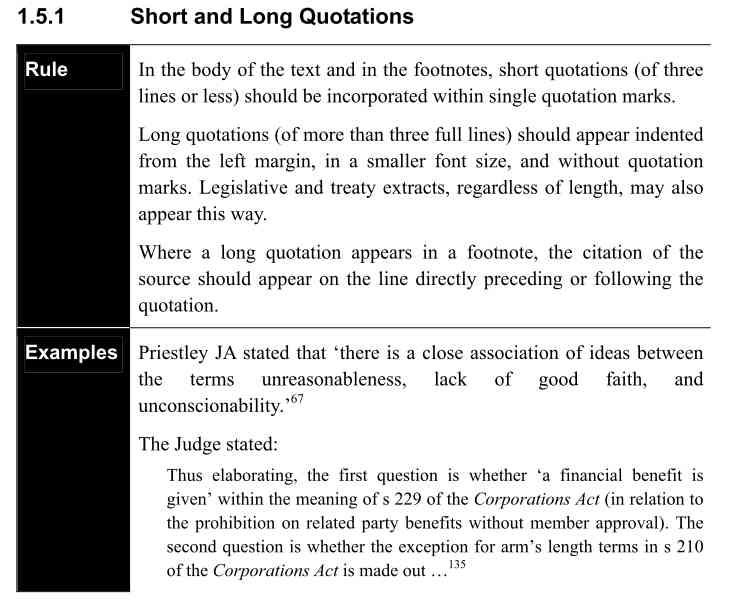 1.5.1 Short and Long Quotations
Rule
In the body of the text and in the footnotes, short quotations (of three
lines or less) should be incorporated within single quotation marks.
Long quotations (of more than three full lines) should appear indented
from the left margin, in a smaller font size, and without quotation
marks. Legislative and treaty extracts, regardless of length, may also
appear this way.
Where a long quotation appears in a footnote, the citation of the
source should appear on the line directly preceding or following the
quotation.
Examples
Priestley JA stated that ‘there is a close association of ideas between
the terms unreasonableness, lack of good faith, and
unconscionability.’67
The Judge stated:
Thus elaborating, the first question is whether ‘a financial benefit is
given’ within the meaning of s 229 of the Corporations Act (in relation to
the prohibition on related party benefits without member approval). The
second question is whether the exception for arm’s length terms in s 210
of the Corporations Act is made out …135